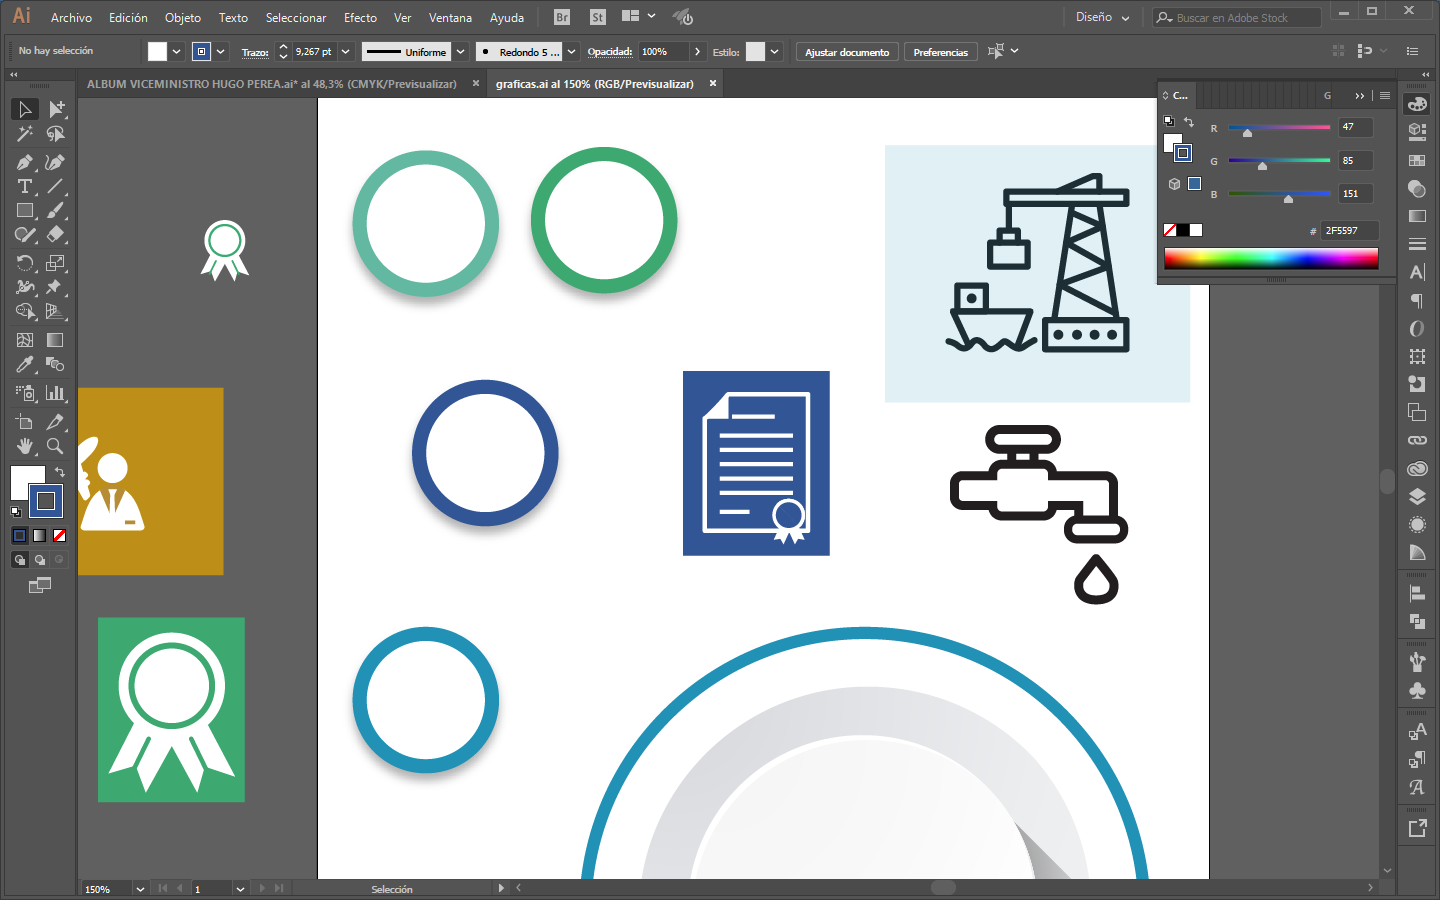 Ai Archivo Edición Objeto Texto Seleccionar Efecto Ver Ventana Ayuda Br St Diseño Buscar en Adobe Stock
No hay selección Trazo: 9,267 pt Uniforme Redondo 5 ... Opacidad: 100% Estilo: Ajustar documento Preferencias
ALBUM VICEMINISTRO HUGO PEREA.ai* al 48,3% (CMYK/Previsualizar) × graficas.ai al 150% (RGB/Previsualizar) ×
C... G
R 47
G 85
B 151
# 2F5597
150% 1 Selección